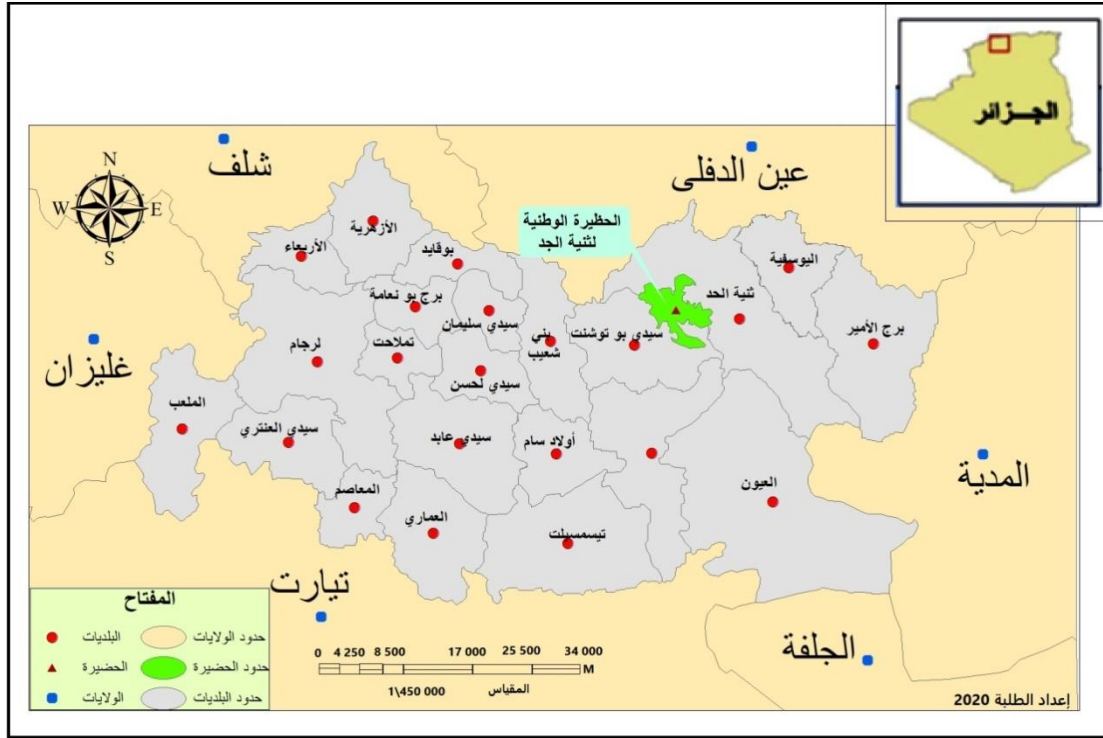 الجـــزائر
شلف
عين الدفلى
N
W E
S
الحظيرة الوطنية
لثنية الجد
الأزهرية
الأربعاء
بوقايد
اليوسفية
برج بو نعامة
سيدي سليمان
ثنية الحد
بني
شعيب
سيدي بو توشنت
برج الأمير
غليزان
لرجام
تملاحت
سيدي لحسن
الملعب
سيدي العنتري
سيدي عابد
أولاد سام
المدية
العيون
المعاصم
العماري
تيسمسيلت
تيارت
الجلفة
المفتاح
البلديات
حدود الولايات
الحضيرة
حدود الحضيرة
الولايات
حدود البلديات
0 4 250 8 500 17 000 25 500 34 000
M
المقياس
1\450 000
إعداد الطلبة 2020